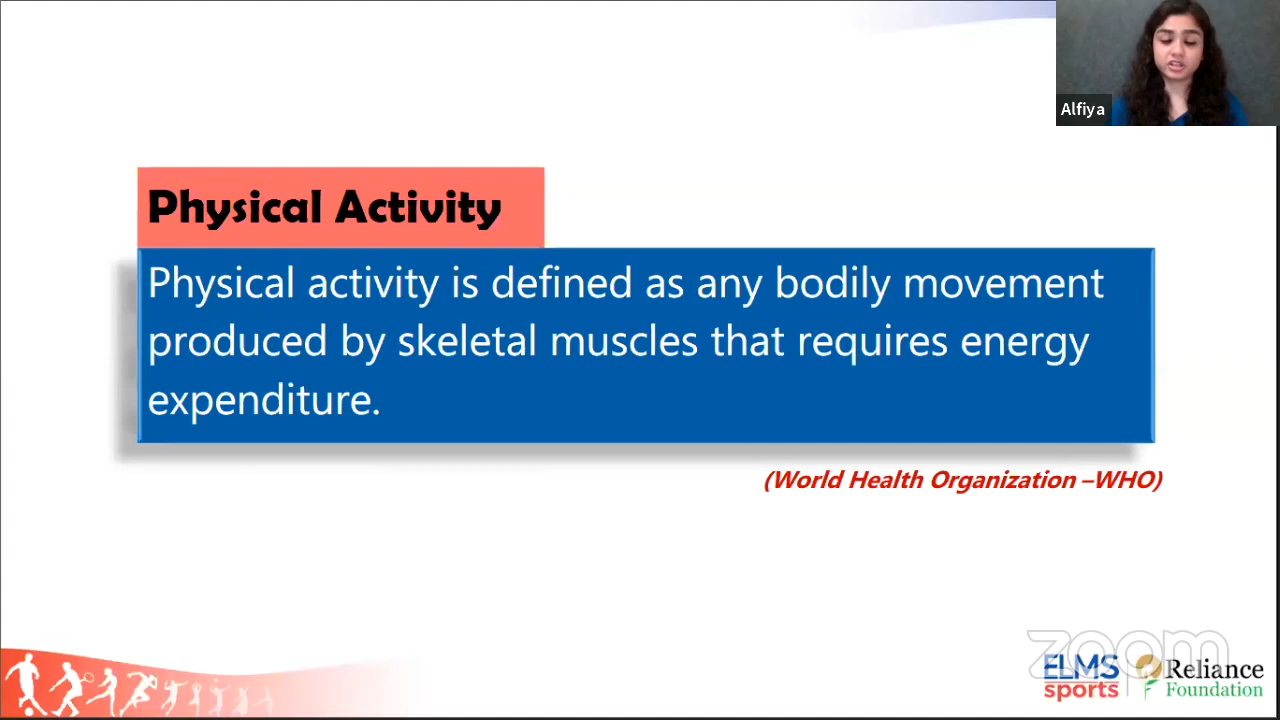 Alfiya
Physical Activity
Physical activity is defined as any bodily movement
produced by skeletal muscles that requires energy
expenditure.
(World Health Organization –WHO)
zoom
ELMS
sports
Reliance
Foundation